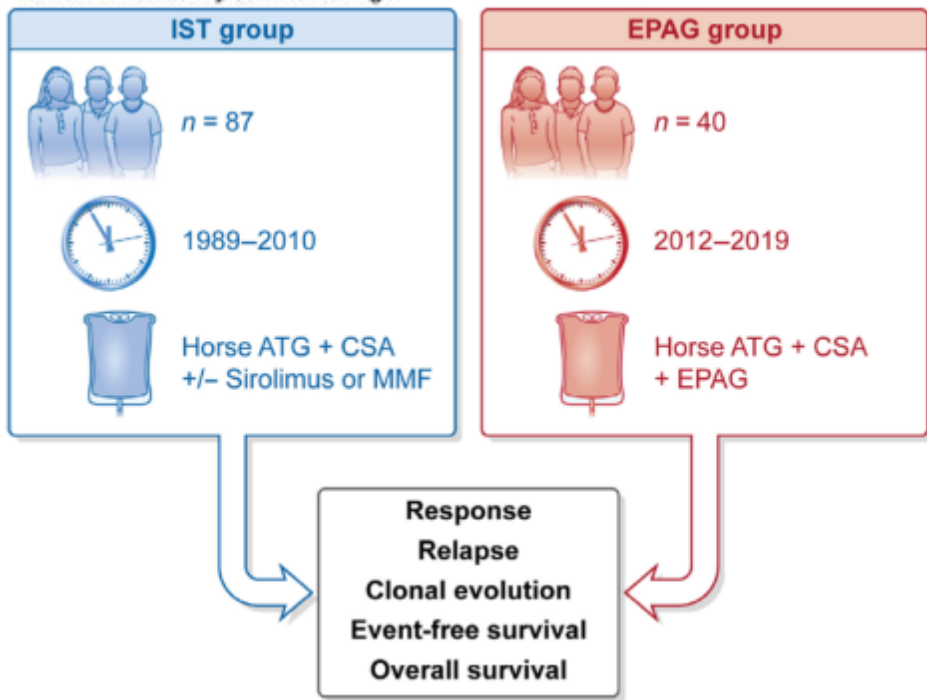 IST group
n = 87
1989–2010
Horse ATG + CSA
+/– Sirolimus or MMF
EPAG group
n = 40
2012–2019
Horse ATG + CSA
+ EPAG
Response
Relapse
Clonal evolution
Event-free survival
Overall survival